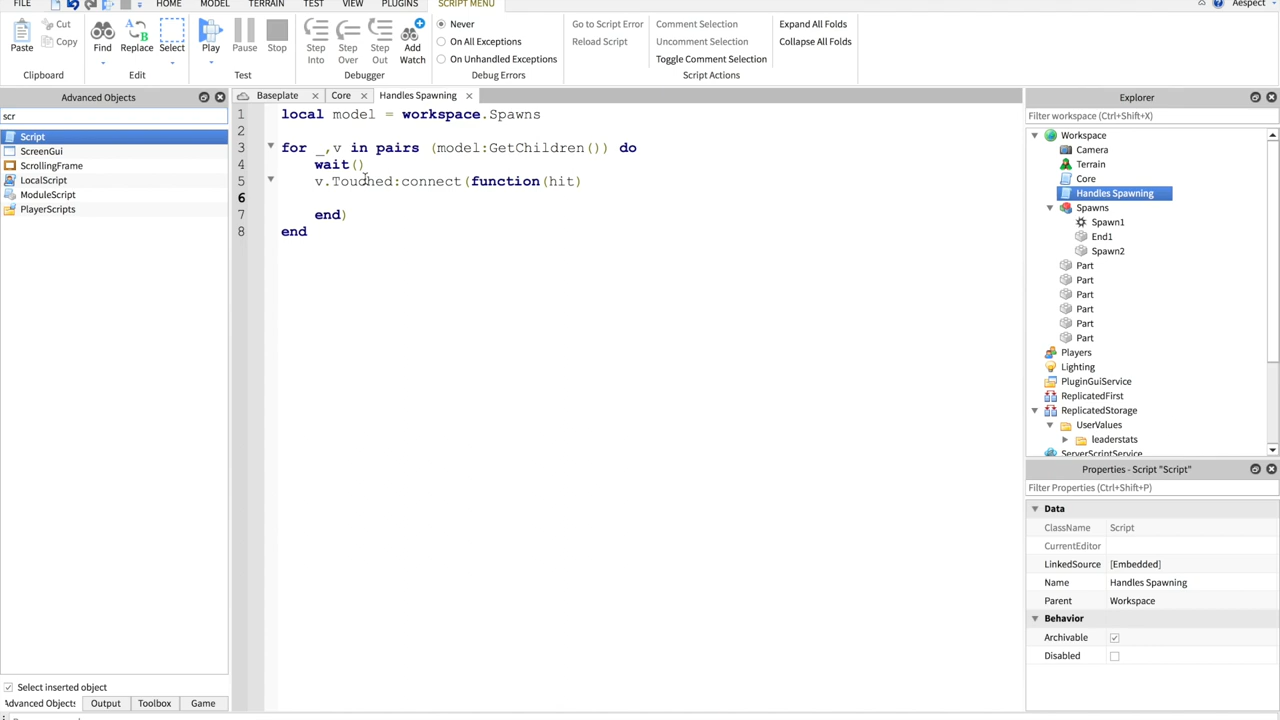 FILE HOME MODEL TERRAIN TEST VIEW PLUGINS SCRIPT MENU Aespect
Paste Cut Copy
Clipboard
Find Replace Select
Edit
Play Pause Stop
Test
Step Into Step Over Step Out Add Watch
Debugger
Never
On All Exceptions
On Unhandled Exceptions
Debug Errors
Go to Script Error
Reload Script
Comment Selection
Uncomment Selection
Toggle Comment Selection
Script Actions
Expand All Folds
Collapse All Folds
Advanced Objects
scr
Script
ScreenGui
ScrollingFrame
LocalScript
ModuleScript
PlayerScripts
Select inserted object
Advanced Objects Output Toolbox Game
Baseplate Core Handles Spawning
1 local model = workspace.Spawns
2
3 for _,v in pairs (model:GetChildren()) do
4 wait()
5 v.Touched:connect(function(hit)
6
7 end)
8 end
Explorer
Filter workspace (Ctrl+Shift+X)
Workspace
Camera
Terrain
Core
Handles Spawning
Spawns
Spawn1
End1
Spawn2
Part
Part
Part
Part
Part
Part
Players
Lighting
PluginGuiService
ReplicatedFirst
ReplicatedStorage
UserValues
leaderstats
ServerScriptService
Properties - Script "Script"
Filter Properties (Ctrl+Shift+P)
Data
ClassName Script
CurrentEditor
LinkedSource [Embedded]
Name Handles Spawning
Parent Workspace
Behavior
Archivable
Disabled